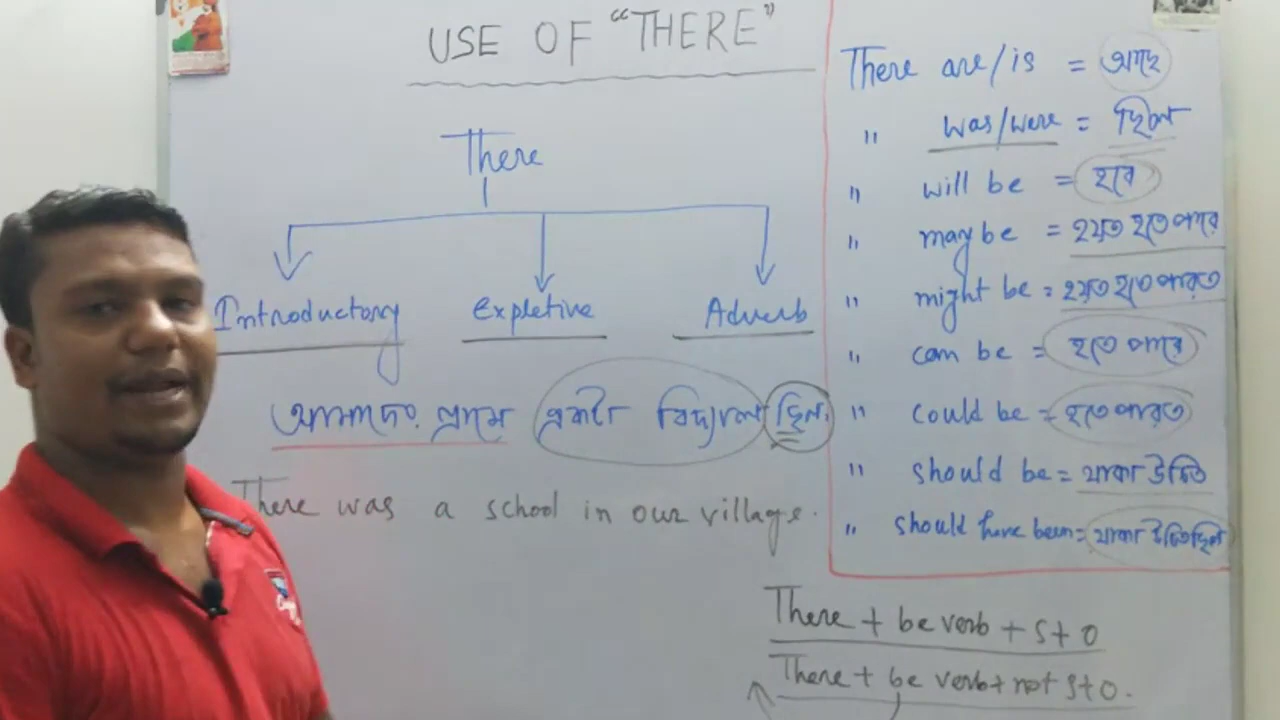 USE OF “THERE”
There
Introductory Expletive Adverb
আমাদের গ্রামে একটি বিদ্যালয় ছিল.
There was a school in our village.
There are/is = আছে
" was/were = ছিল
" will be = হবে
" may be = হয়ত হতে পারে
" might be = হয়ত হতে পারত
" can be = হতে পারে
" could be = হতে পারত
" should be = থাকা উচিত
" should have been = থাকা উচিত ছিল
There + be verb + S + O
There + be verb + not S + O.